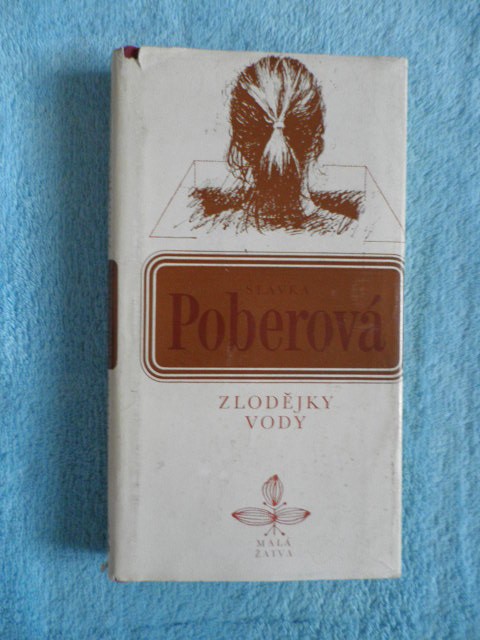 SLÁVKA
Poberová
ZLODĚJKY
VODY
MALÁ
ŽATVA